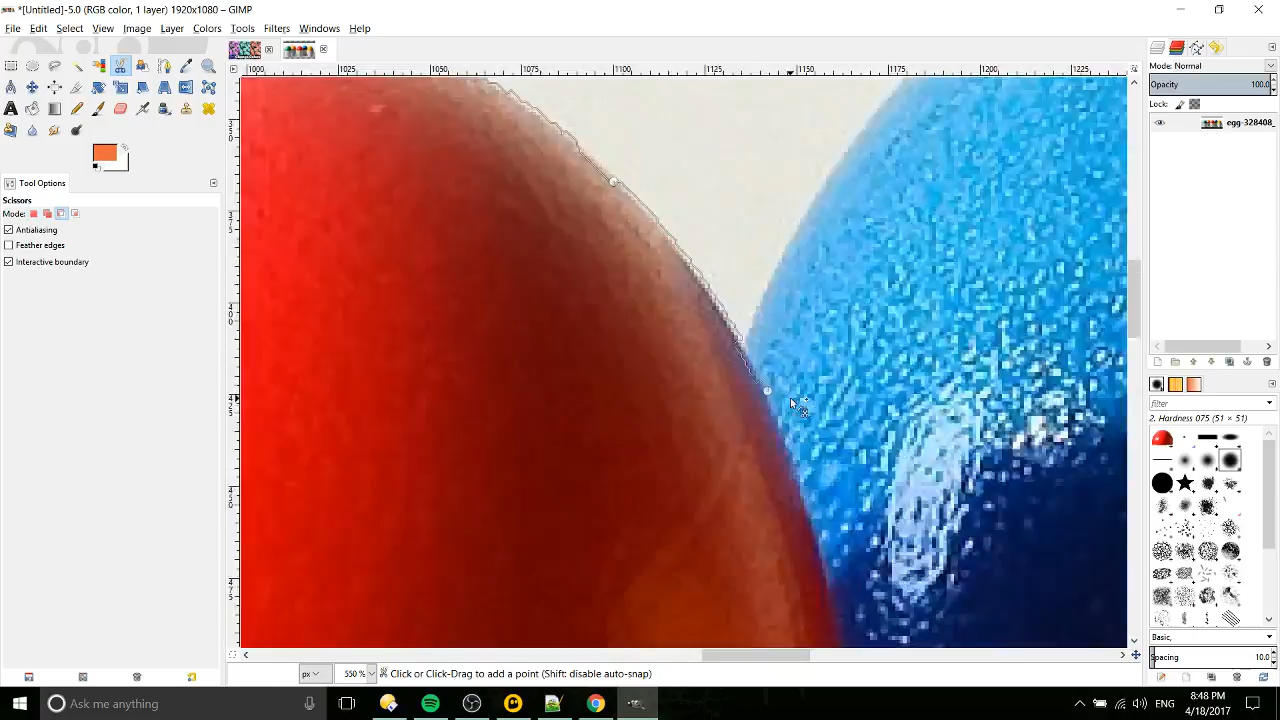 *[Untitled]-5.0 (RGB color, 1 layer) 1920x1080 – GIMP
File Edit Select View Image Layer Colors Tools Filters Windows Help
Mode: Normal
Opacity 100.0
Lock:
egg-328408_
1000 1025 1050 1075 1100 1125 1150 1175 1200 1225
Tool Options
Scissors
Mode:
Antialiasing
Feather edges
Interactive boundary
filter
2. Hardness 075 (51 × 51)
Basic,
Spacing 10.0
px 550 % Click or Click-Drag to add a point (Shift: disable auto-snap)
Ask me anything
ENG
8:48 PM
4/18/2017